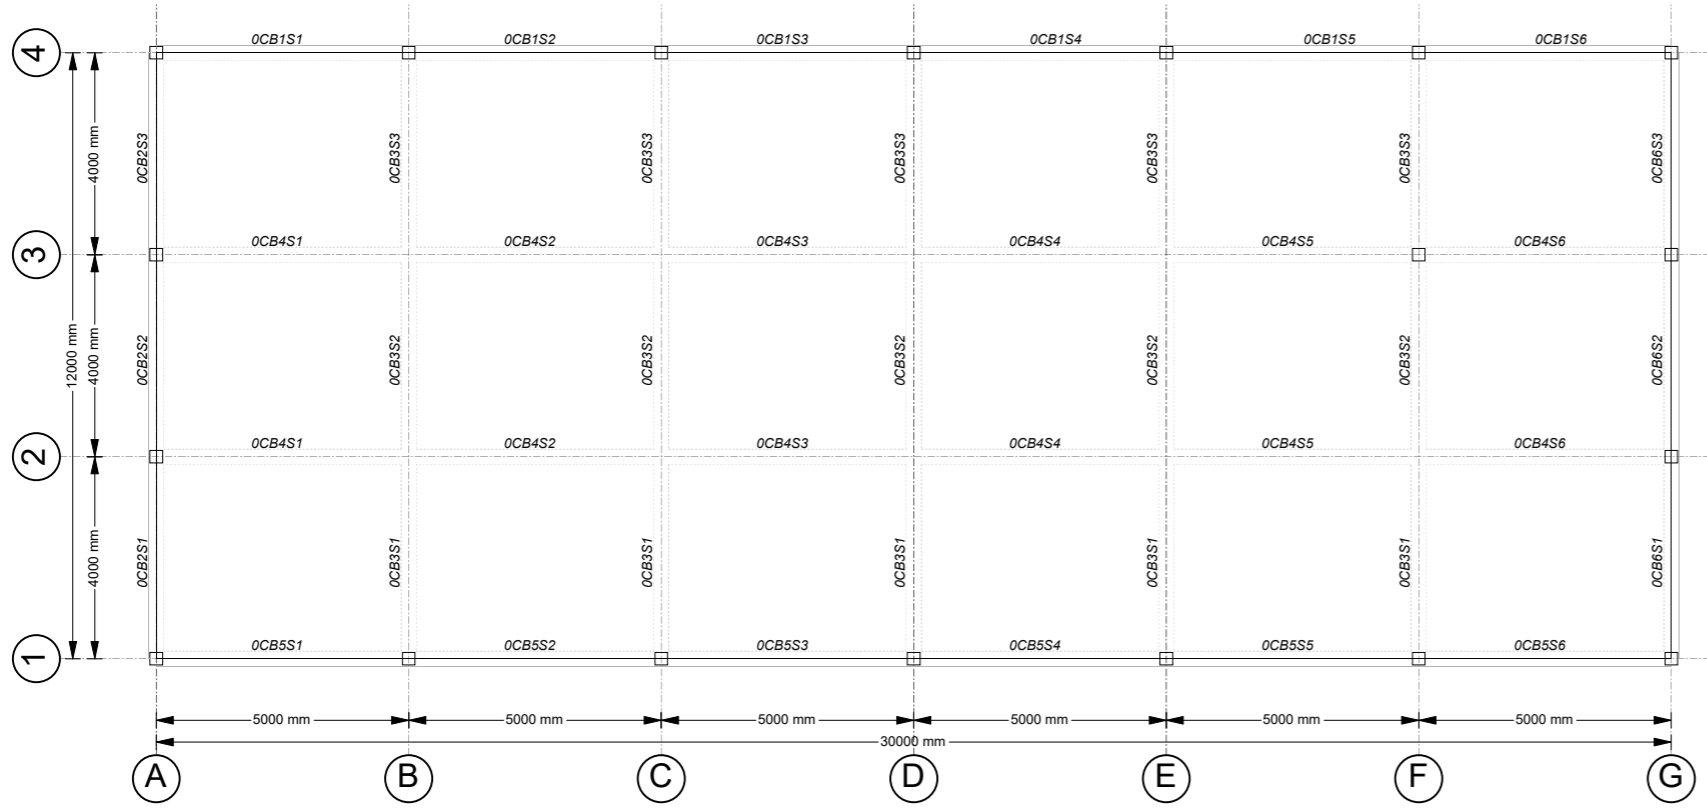 0CB1S1 0CB1S2 0CB1S3 0CB1S4 0CB1S5 0CB1S6
4
0CB2S3 0CB3S3 0CB3S3 0CB3S3 0CB3S3 0CB3S3 0CB6S3
4000 mm
0CB4S1 0CB4S2 0CB4S3 0CB4S4 0CB4S5 0CB4S6
3
12000 mm
4000 mm
0CB2S2 0CB3S2 0CB3S2 0CB3S2 0CB3S2 0CB3S2 0CB6S2
0CB4S1 0CB4S2 0CB4S3 0CB4S4 0CB4S5 0CB4S6
2
4000 mm
0CB2S1 0CB3S1 0CB3S1 0CB3S1 0CB3S1 0CB3S1 0CB6S1
0CB5S1 0CB5S2 0CB5S3 0CB5S4 0CB5S5 0CB5S6
1
5000 mm 5000 mm 5000 mm 5000 mm 5000 mm 5000 mm
30000 mm
A B C D E F G